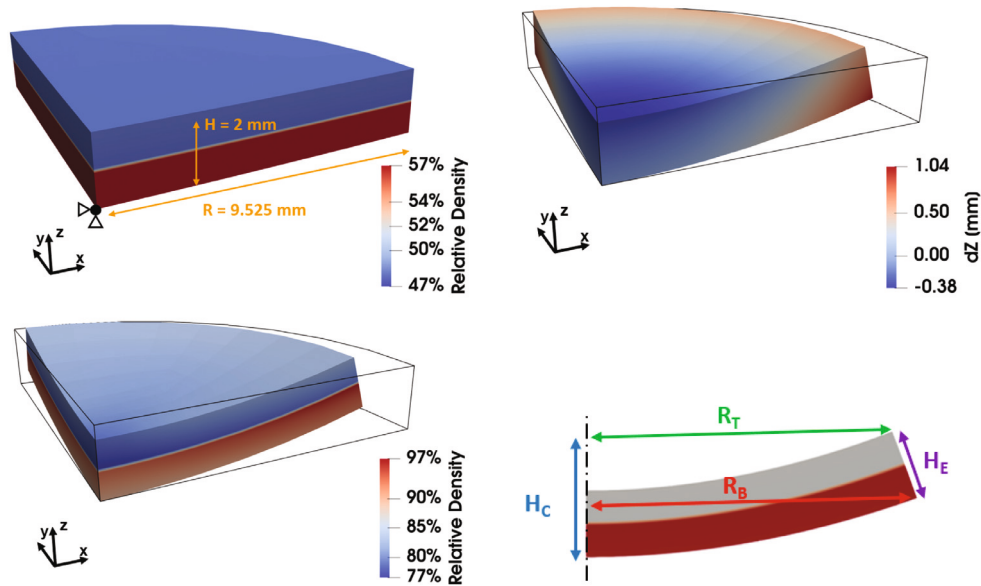 H = 2 mm
R = 9.525 mm
57%
54%
52%
50%
47%
Relative Density
y
z
x
1.04
0.50
0.00
-0.38
dZ (mm)
y
z
x
97%
90%
85%
80%
77%
Relative Density
y
z
x
R_T
H_E
R_B
H_C